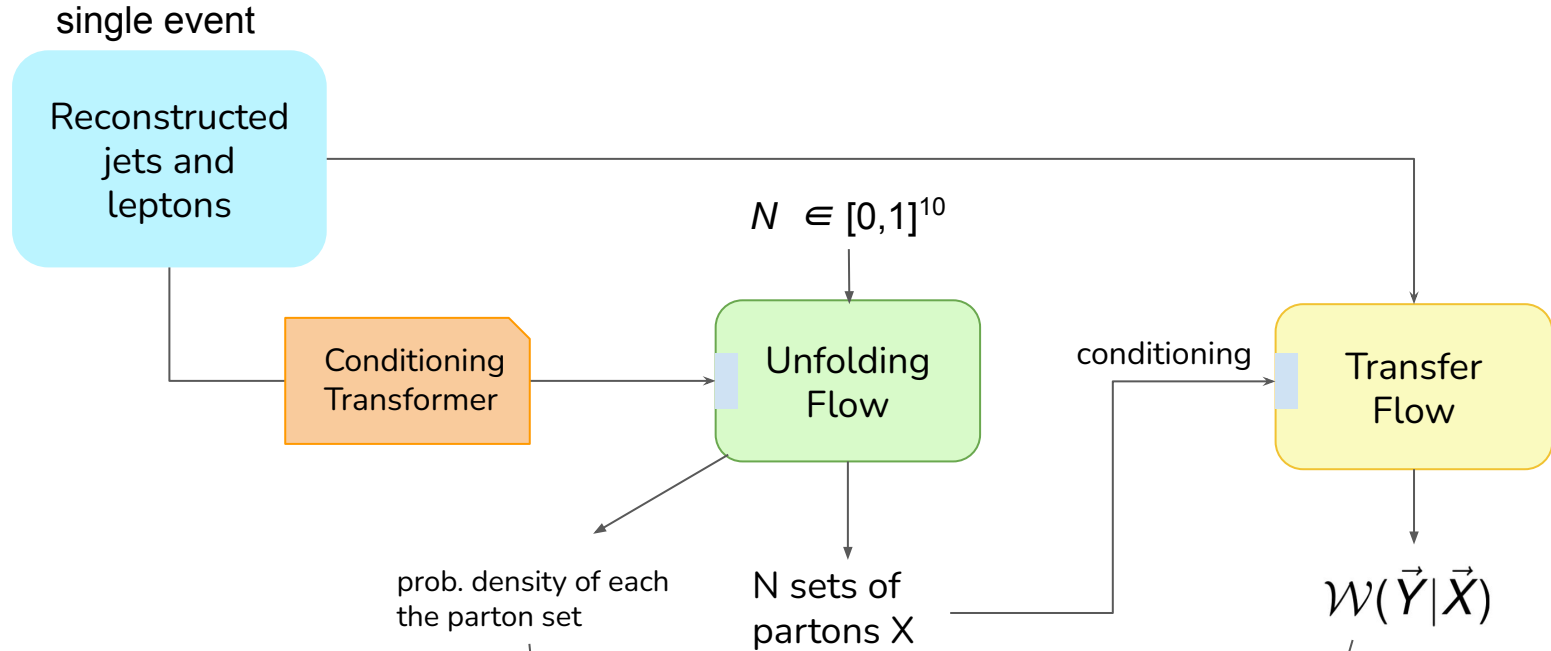 single event
Reconstructed
jets and
leptons
N ∈ [0,1]¹⁰
Conditioning
Transformer
Unfolding
Flow
conditioning
Transfer
Flow
prob. density of each
the parton set
N sets of
partons X
𝒲(Y⃗|X⃗)